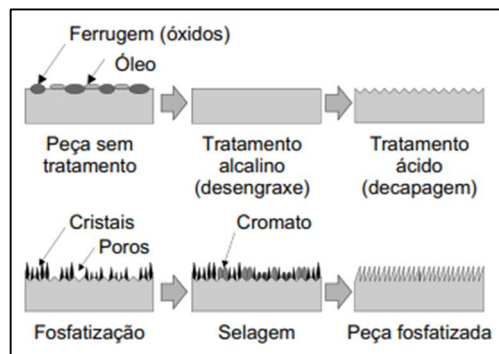 Ferrugem (óxidos)
Óleo
Peça sem
tratamento
Tratamento
alcalino
(desengraxe)
Tratamento
ácido
(decapagem)
Cristais
Poros
Cromato
Fosfatização
Selagem
Peça fosfatizada